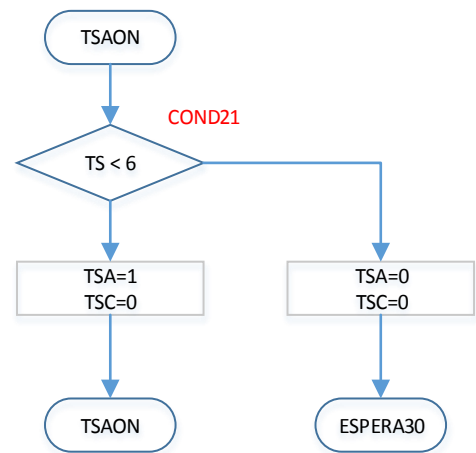 TSAON
COND21
TS < 6
TSA=1
TSC=0
TSA=0
TSC=0
TSAON
ESPERA30